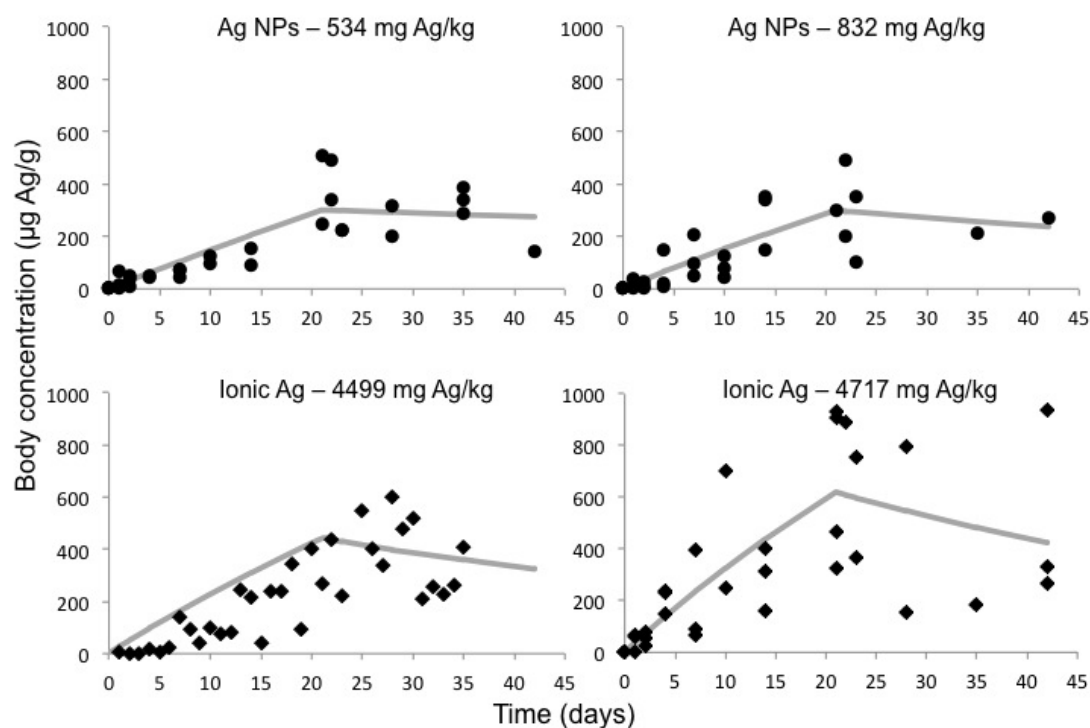 Ag NPs – 534 mg Ag/kg
1000
800
600
400
200
0
0 5 10 15 20 25 30 35 40 45
Ag NPs – 832 mg Ag/kg
1000
800
600
400
200
0
0 5 10 15 20 25 30 35 40 45
Body concentration (µg Ag/g)
Ionic Ag – 4499 mg Ag/kg
1000
800
600
400
200
0
0 5 10 15 20 25 30 35 40 45
Ionic Ag – 4717 mg Ag/kg
1000
800
600
400
200
0
0 5 10 15 20 25 30 35 40 45
Time (days)